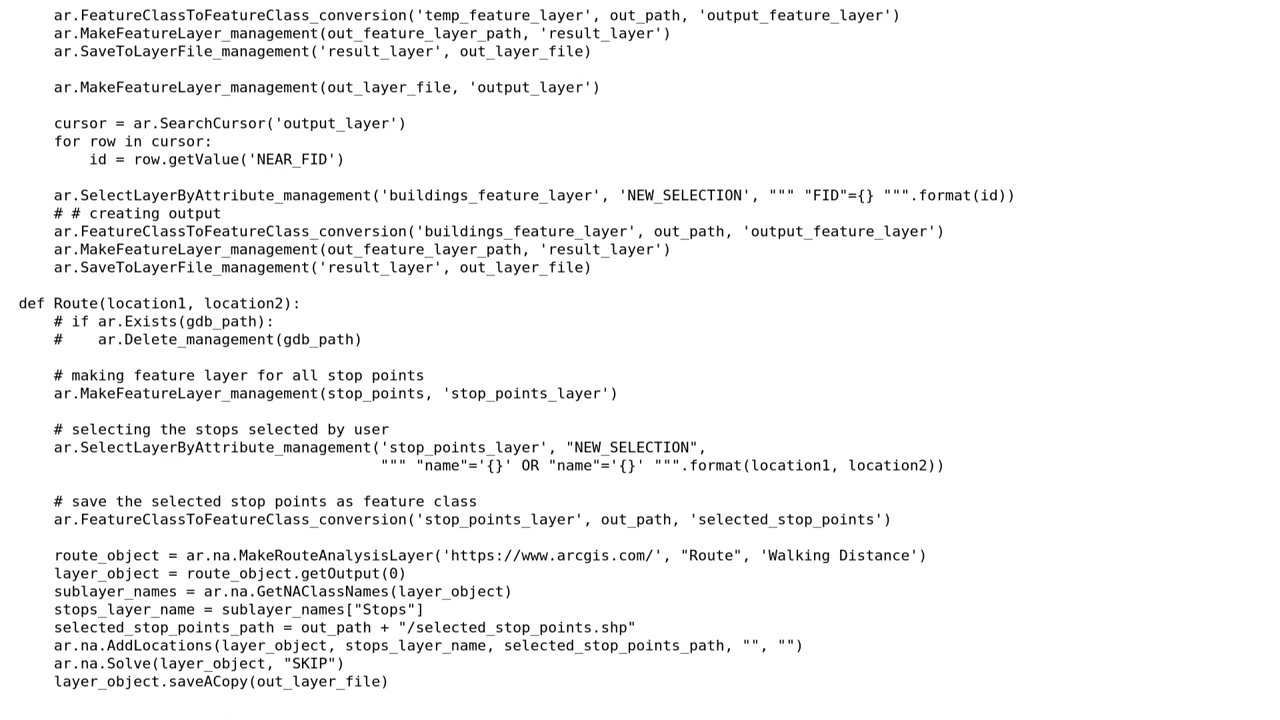 ar.FeatureClassToFeatureClass_conversion('temp_feature_layer', out_path, 'output_feature_layer')
ar.MakeFeatureLayer_management(out_feature_layer_path, 'result_layer')
ar.SaveToLayerFile_management('result_layer', out_layer_file)
ar.MakeFeatureLayer_management(out_layer_file, 'output_layer')
cursor = ar.SearchCursor('output_layer')
for row in cursor:
id = row.getValue('NEAR_FID')
ar.SelectLayerByAttribute_management('buildings_feature_layer', 'NEW_SELECTION', """ "FID"={} """.format(id))
# # creating output
ar.FeatureClassToFeatureClass_conversion('buildings_feature_layer', out_path, 'output_feature_layer')
ar.MakeFeatureLayer_management(out_feature_layer_path, 'result_layer')
ar.SaveToLayerFile_management('result_layer', out_layer_file)
def Route(location1, location2):
# if ar.Exists(gdb_path):
#    ar.Delete_management(gdb_path)
# making feature layer for all stop points
ar.MakeFeatureLayer_management(stop_points, 'stop_points_layer')
# selecting the stops selected by user
ar.SelectLayerByAttribute_management('stop_points_layer', "NEW_SELECTION",
""" "name"='{}' OR "name"='{}' """.format(location1, location2))
# save the selected stop points as feature class
ar.FeatureClassToFeatureClass_conversion('stop_points_layer', out_path, 'selected_stop_points')
route_object = ar.na.MakeRouteAnalysisLayer('https://www.arcgis.com/', "Route", 'Walking Distance')
layer_object = route_object.getOutput(0)
sublayer_names = ar.na.GetNAClassNames(layer_object)
stops_layer_name = sublayer_names["Stops"]
selected_stop_points_path = out_path + "/selected_stop_points.shp"
ar.na.AddLocations(layer_object, stops_layer_name, selected_stop_points_path, "", "")
ar.na.Solve(layer_object, "SKIP")
layer_object.saveACopy(out_layer_file)